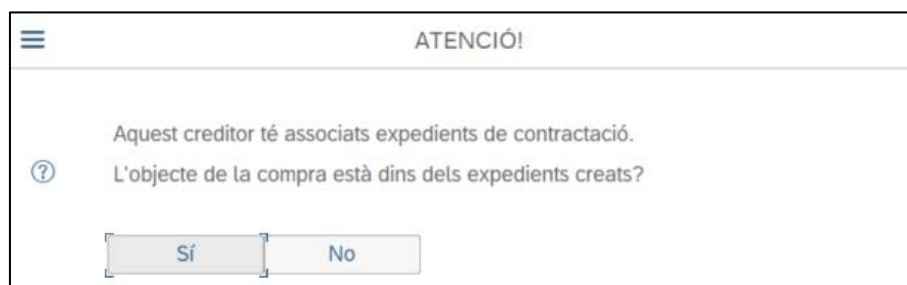 ATENCIÓ!
Aquest creditor té associats expedients de contractació.
L'objecte de la compra està dins dels expedients creats?
Sí No